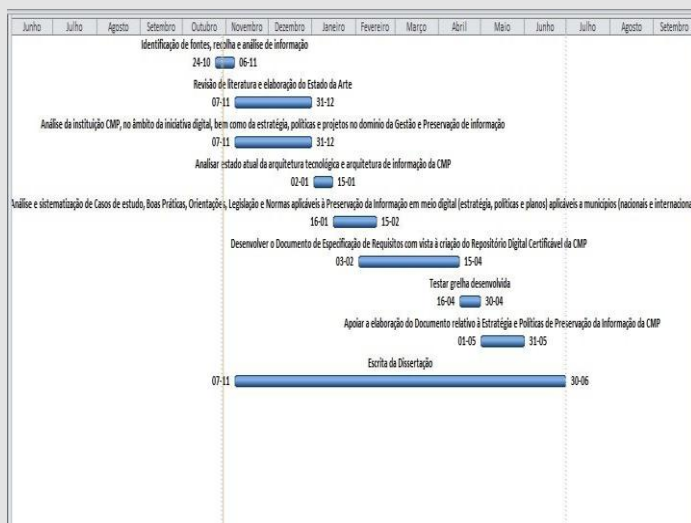 Junho Julho Agosto Setembro Outubro Novembro Dezembro Janeiro Fevereiro Março Abril Maio Junho Julho Agosto Setembro
Identificação de fontes, recolha e análise de informação
24-10 06-11
Revisão de literatura e elaboração do Estado da Arte
07-11 31-12
Análise da instituição CMP, no âmbito da iniciativa digital, bem como da estratégia, políticas e projetos no domínio da Gestão e Preservação de informação
07-11 31-12
Analisar estado atual da arquitetura tecnológica e arquitetura de informação da CMP
02-01 15-01
Análise e sistematização de Casos de estudo, Boas Práticas, Orientações, Legislação e Normas aplicáveis à Preservação da Informação em meio digital (estratégia, políticas e planos) aplicáveis a municípios (nacionais e internaciona
16-01 15-02
Desenvolver o Documento de Especificação de Requisitos com vista à criação do Repositório Digital Certificável da CMP
03-02 15-04
Testar grelha desenvolvida
16-04 30-04
Apoiar a elaboração do Documento relativo à Estratégia e Políticas de Preservação da Informação da CMP
01-05 31-05
Escrita da Dissertação
07-11 30-06